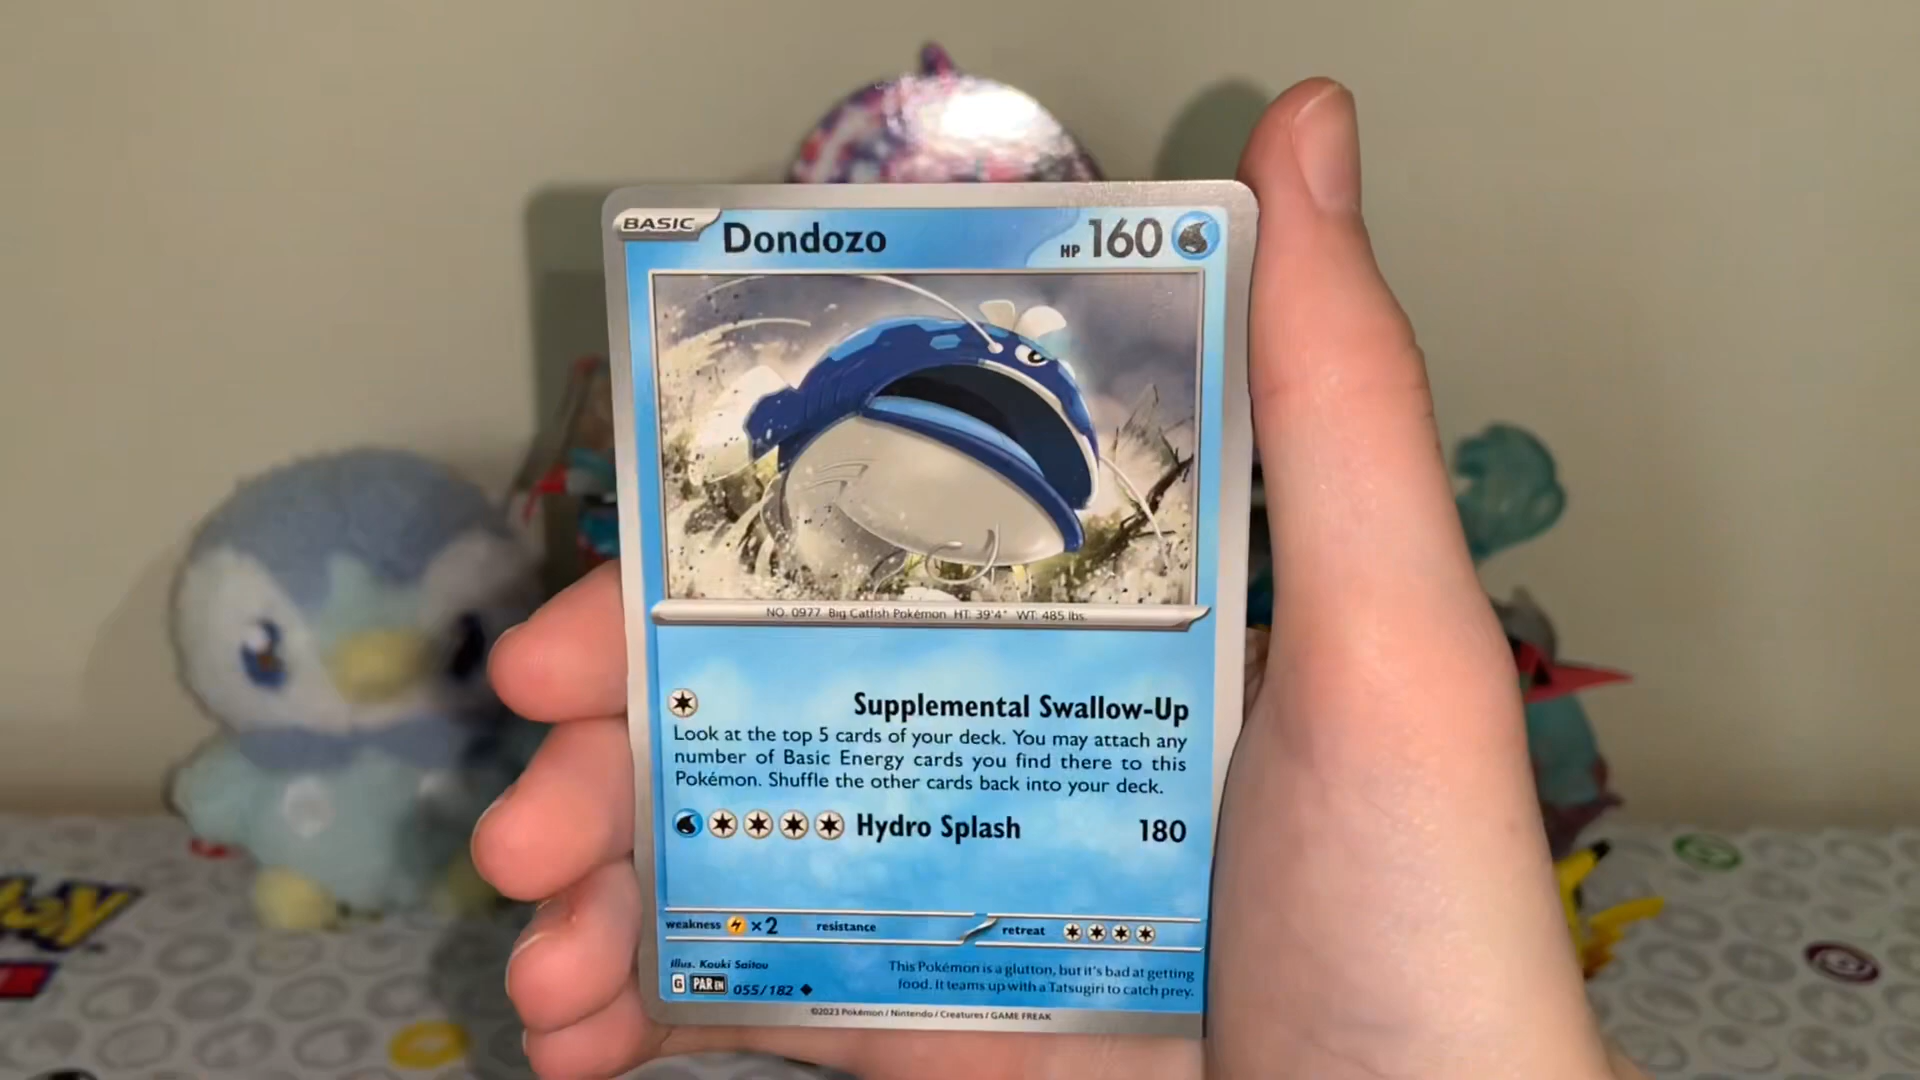 BASIC Dondozo HP 160
NO. 0977 Big Catfish Pokémon HT: 39'4" WT: 485 lbs.
Supplemental Swallow-Up
Look at the top 5 cards of your deck. You may attach any
number of Basic Energy cards you find there to this
Pokémon. Shuffle the other cards back into your deck.
Hydro Splash 180
weakness ×2 resistance retreat
Illus. Kouki Saitou
G PAR EN 055/182
This Pokémon is a glutton, but it's bad at getting
food. It teams up with a Tatsugiri to catch prey.
©2023 Pokémon / Nintendo / Creatures / GAME FREAK